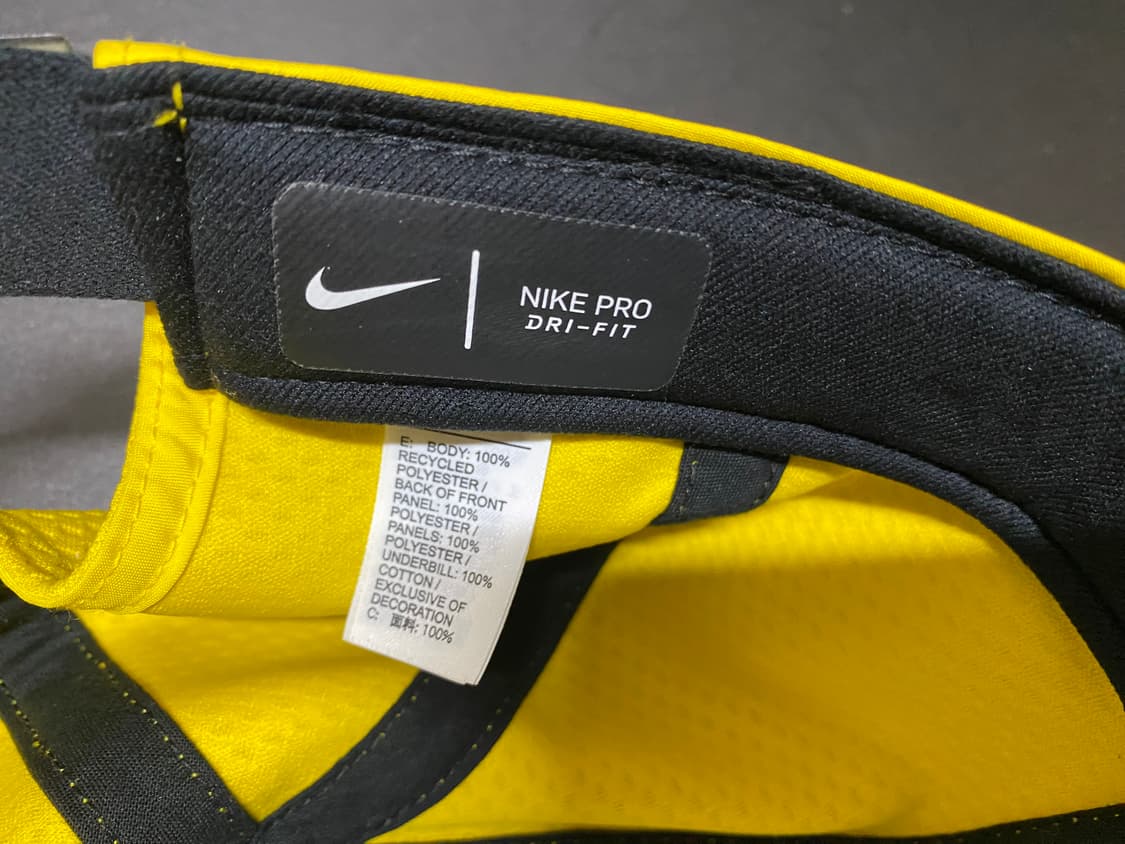 NIKE PRO
DRI-FIT
E: BODY: 100%
RECYCLED
POLYESTER /
BACK OF FRONT
PANEL: 100%
POLYESTER /
PANELS: 100%
POLYESTER /
UNDERBILL: 100%
COTTON /
EXCLUSIVE OF
DECORATION
C: 面料: 100%